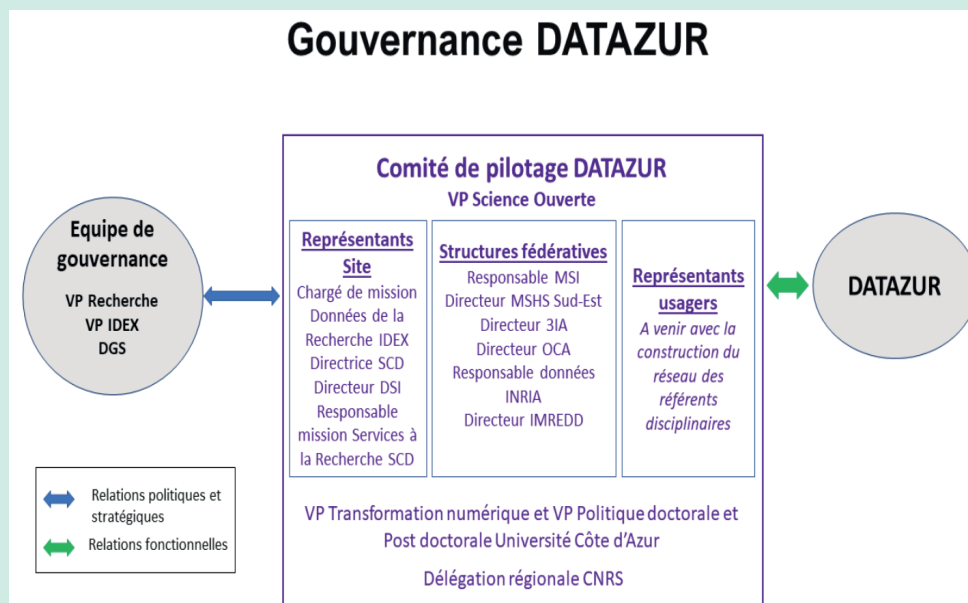 Gouvernance DATAZUR
Equipe de
gouvernance
VP Recherche
VP IDEX
DGS
Comité de pilotage DATAZUR
VP Science Ouverte
Représentants
Site
Chargé de mission
Données de la
Recherche IDEX
Directrice SCD
Directeur DSI
Responsable
mission Services à
la Recherche SCD
Structures fédératives
Responsable MSI
Directeur MSHS Sud-Est
Directeur 3IA
Directeur OCA
Responsable données
INRIA
Directeur IMREDD
Représentants
usagers
A venir avec la
construction du
réseau des
référents
disciplinaires
VP Transformation numérique et VP Politique doctorale et
Post doctorale Université Côte d'Azur
Délégation régionale CNRS
DATAZUR
Relations politiques et
stratégiques
Relations fonctionnelles